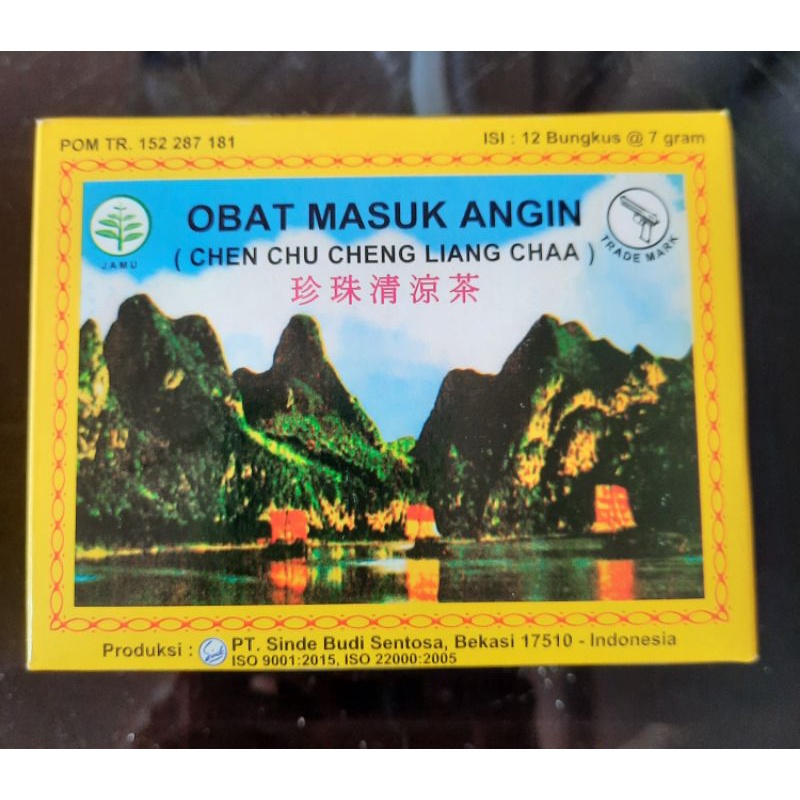 POM TR. 152 287 181
ISI : 12 Bungkus @ 7 gram
OBAT MASUK ANGIN
( CHEN CHU CHENG LIANG CHAA )
珍珠清凉茶
JAMU
TRADE MARK
Produksi : Sinde PT. Sinde Budi Sentosa, Bekasi 17510 - Indonesia
ISO 9001:2015, ISO 22000:2005